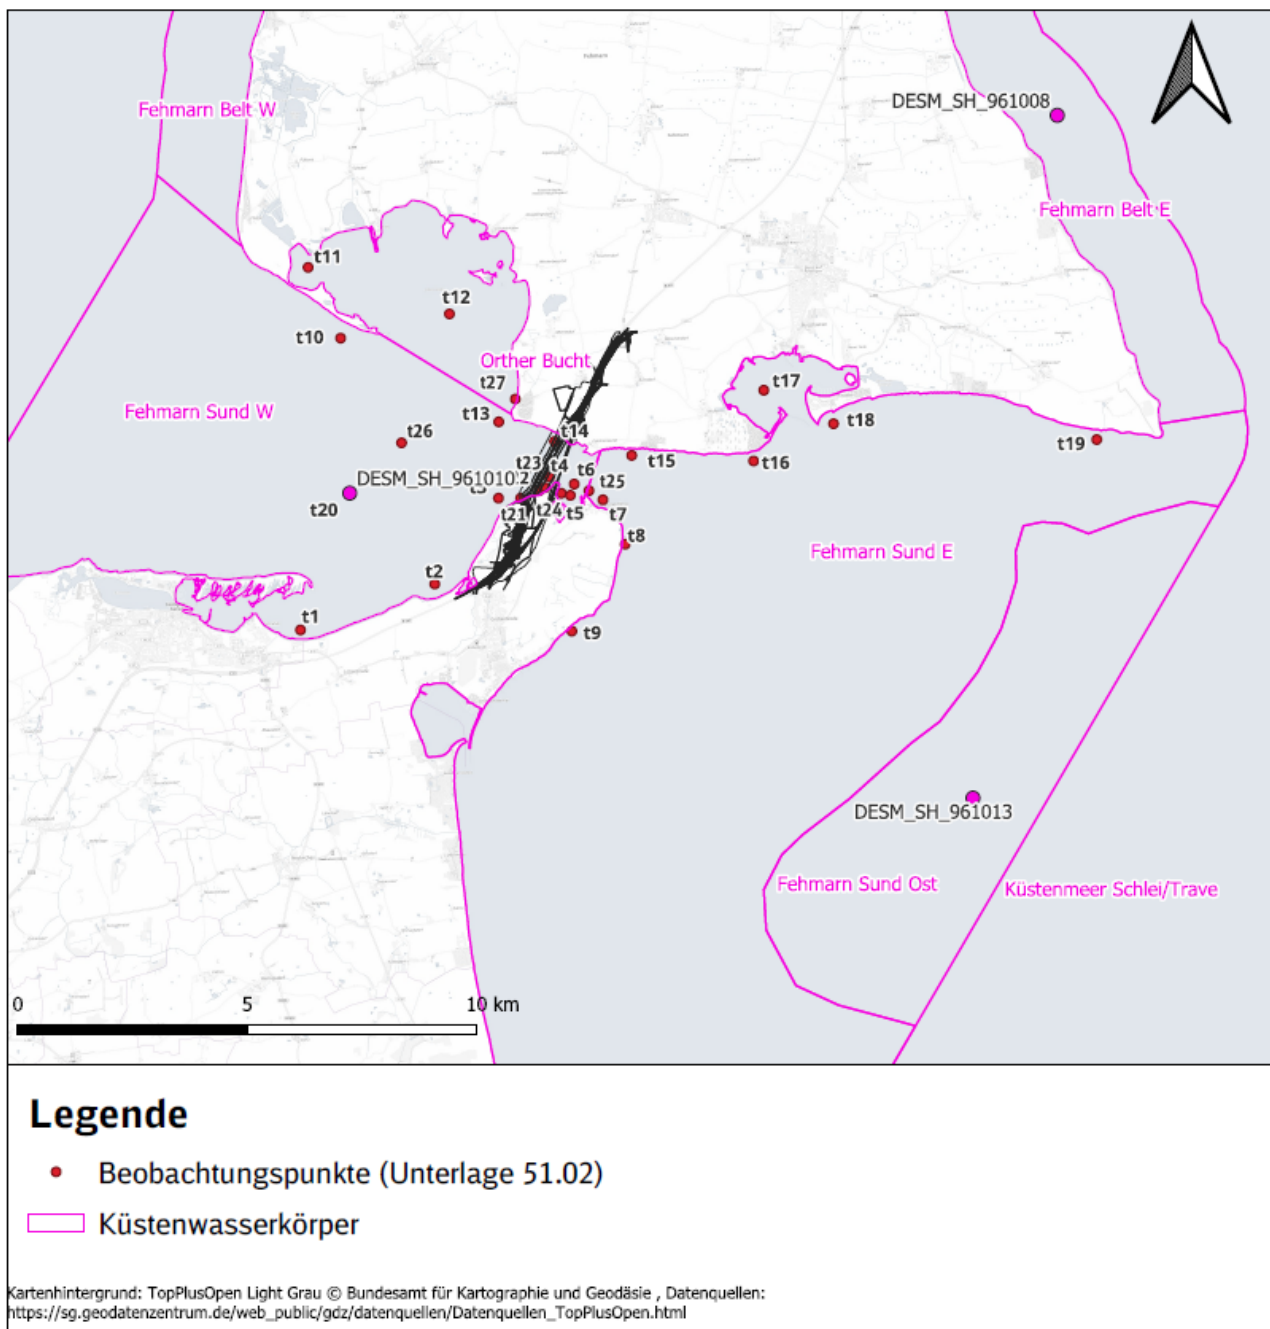 DESM_SH_961008
Fehmarn Belt W
Fehmarn Belt E
t11
t12
t10
Orther Bucht
t27
t17
Fehmarn Sund W
t13
t18
t26
t14
t19
t15
t16
t23
t4
DESM_SH_961010
t6
t25
t20
t21
t24
t5
t7
t8
Fehmarn Sund E
t2
t1
t9
DESM_SH_961013
Fehmarn Sund Ost
Küstenmeer Schlei/Trave
0 5 10 km
Legende
Beobachtungspunkte (Unterlage 51.02)
Küstenwasserkörper
Kartenhintergrund: TopPlusOpen Light Grau © Bundesamt für Kartographie und Geodäsie , Datenquellen:
https://sg.geodatenzentrum.de/web_public/gdz/datenquellen/Datenquellen_TopPlusOpen.html